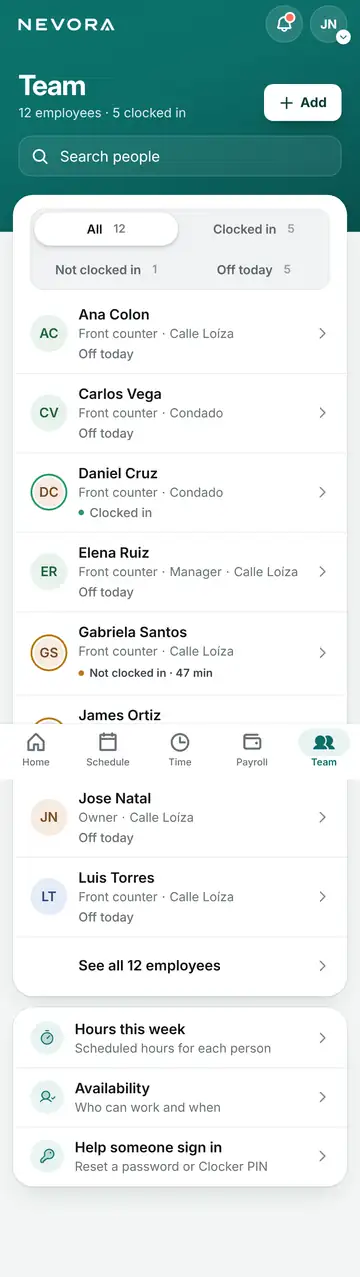 NEVORA
JN
Team
12 employees · 5 clocked in
+ Add
Search people
All 12
Clocked in 5
Not clocked in 1
Off today 5
AC
Ana Colon
Front counter · Calle Loíza
Off today
CV
Carlos Vega
Front counter · Condado
Off today
DC
Daniel Cruz
Front counter · Condado
Clocked in
ER
Elena Ruiz
Front counter · Manager · Calle Loíza
Off today
GS
Gabriela Santos
Front counter · Calle Loíza
Not clocked in · 47 min
James Ortiz
Home
Schedule
Time
Payroll
Team
JN
Jose Natal
Owner · Calle Loíza
Off today
LT
Luis Torres
Front counter · Calle Loíza
Off today
See all 12 employees
Hours this week
Scheduled hours for each person
Availability
Who can work and when
Help someone sign in
Reset a password or Clocker PIN